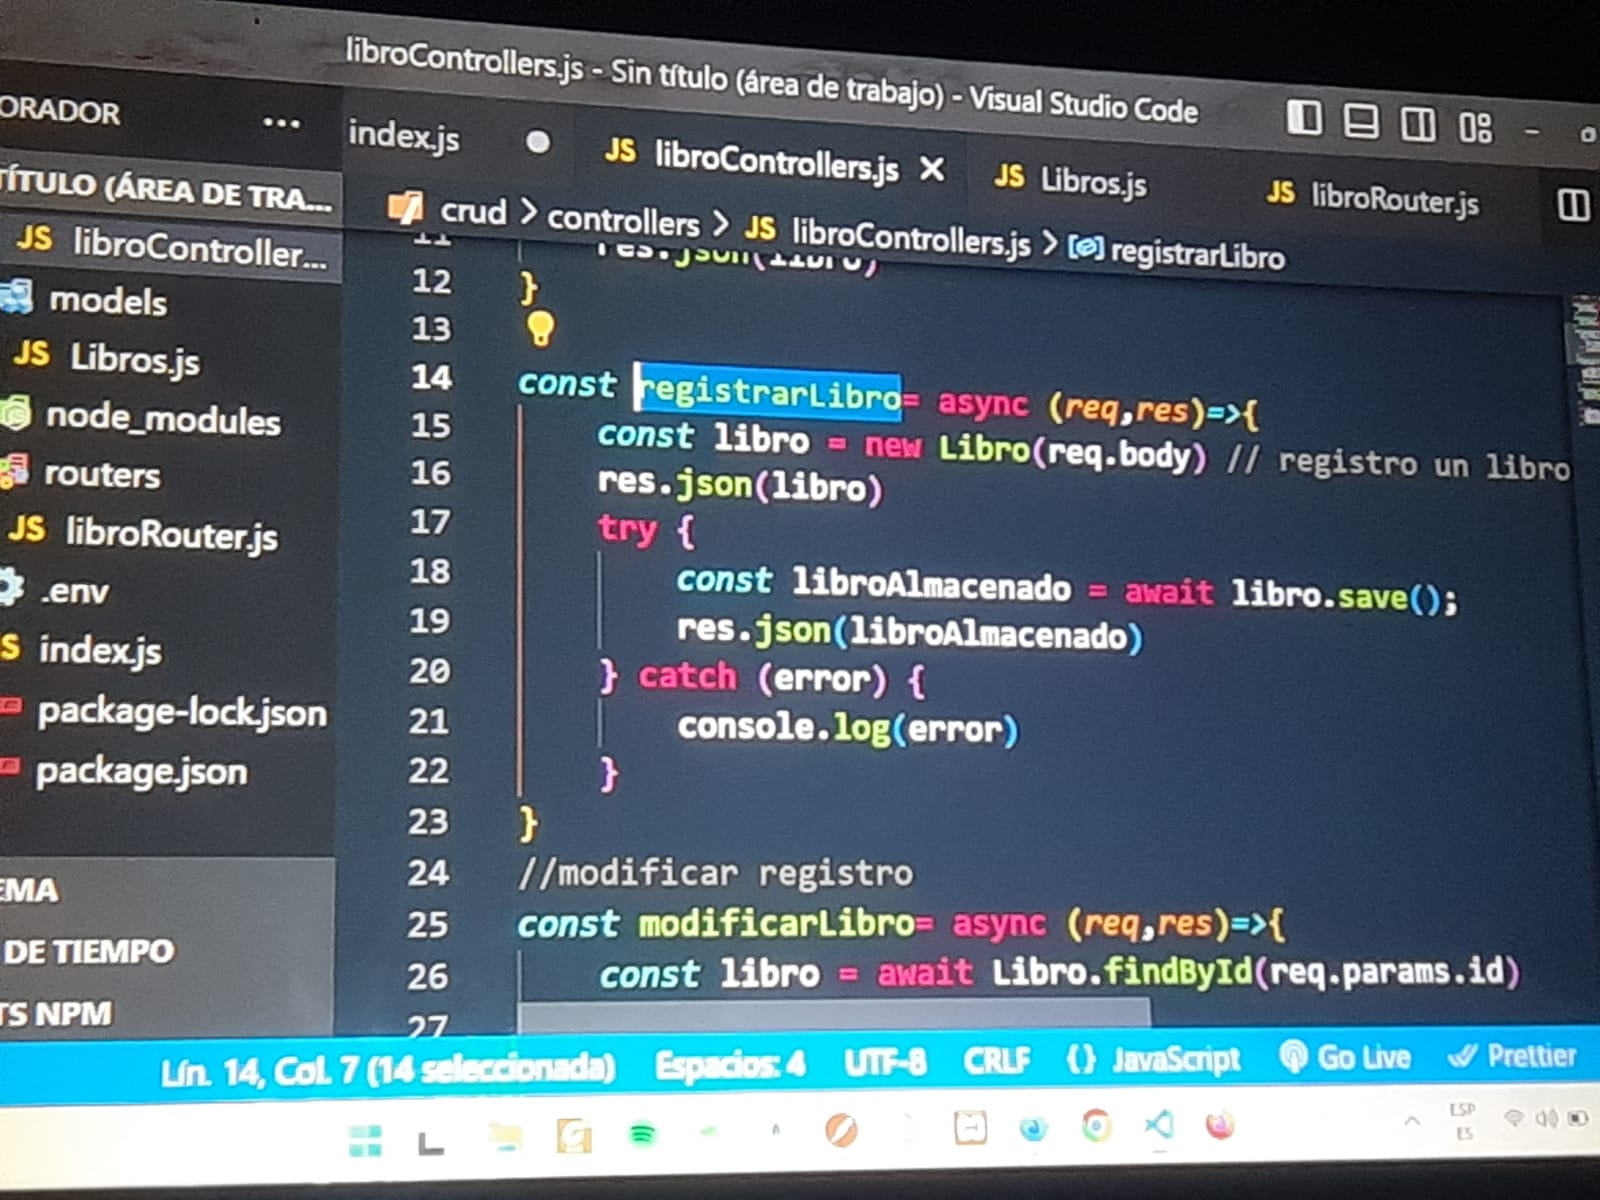 libroControllers.js - Sin título (área de trabajo) - Visual Studio Code
ORADOR ...
index.js
JS libroControllers.js
JS Libros.js
JS libroRouter.js
TÍTULO (ÁREA DE TRA...
crud > controllers > JS libroControllers.js > registrarLibro
JS libroController...
models
JS Libros.js
node_modules
routers
JS libroRouter.js
.env
S index.js
package-lock.json
package.json
EMA
DE TIEMPO
TS NPM
11 res.json(libro)
12 }
13
14 const registrarLibro= async (req,res)=>{
15 const libro = new Libro(req.body) // registro un libro
16 res.json(libro)
17 try {
18 const libroAlmacenado = await libro.save();
19 res.json(libroAlmacenado)
20 } catch (error) {
21 console.log(error)
22 }
23 }
24 //modificar registro
25 const modificarLibro= async (req,res)=>{
26 const libro = await Libro.findById(req.params.id)
27
Lín. 14, Col. 7 (14 seleccionada) Espacios: 4 UTF-8 CRLF {} JavaScript Go Live Prettier
ESP
ES